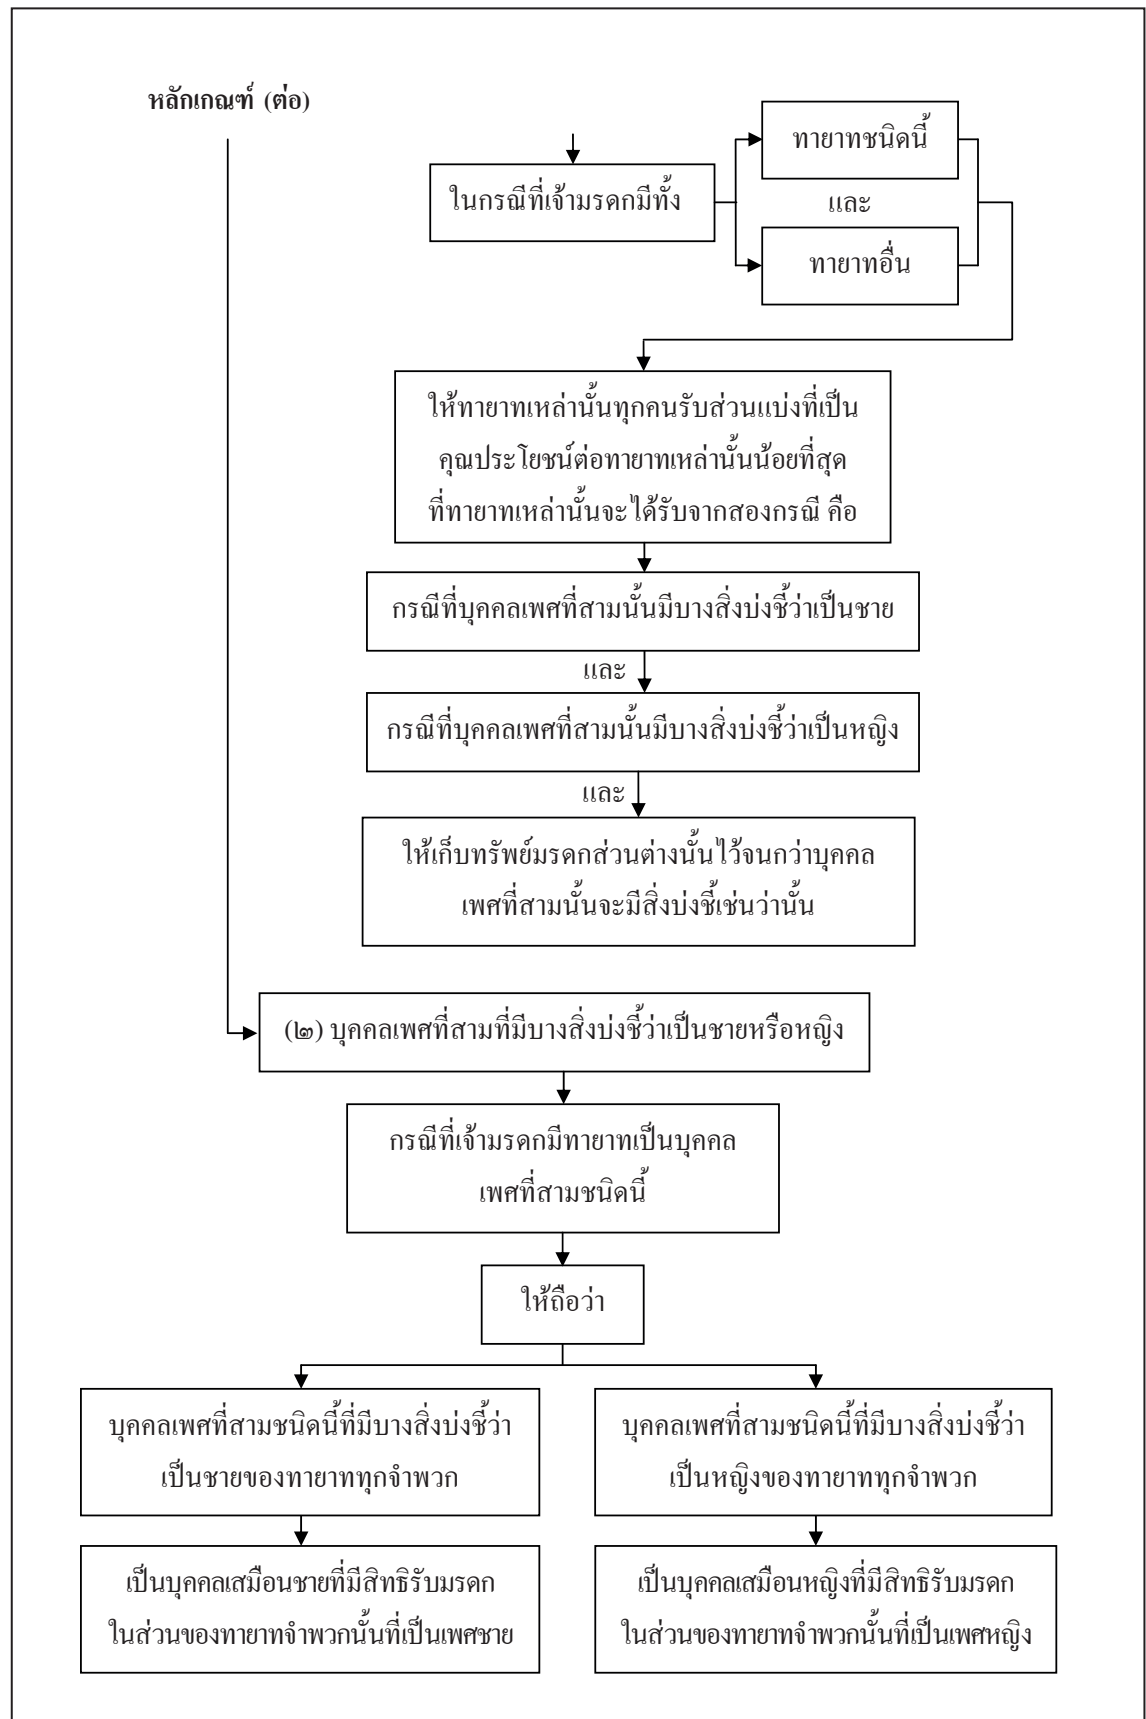 หลักเกณฑ์ (ต่อ)
ทายาทชนิดนี้
ในกรณีที่เจ้ามรดกมีทั้ง
และ
ทายาทอื่น
ให้ทายาทเหล่านั้นทุกคนรับส่วนแบ่งที่เป็น
คุณประโยชน์ต่อทายาทเหล่านั้นน้อยที่สุด
ที่ทายาทเหล่านั้นจะได้รับจากสองกรณี คือ
กรณีที่บุคคลเพศที่สามนั้นมีบางสิ่งบ่งชี้ว่าเป็นชาย
และ
กรณีที่บุคคลเพศที่สามนั้นมีบางสิ่งบ่งชี้ว่าเป็นหญิง
และ
ให้เก็บทรัพย์มรดกส่วนต่างนั้นไว้จนกว่าบุคคล
เพศที่สามนั้นจะมีสิ่งบ่งชี้เช่นว่านั้น
(๒) บุคคลเพศที่สามที่มีบางสิ่งบ่งชี้ว่าเป็นชายหรือหญิง
กรณีที่เจ้ามรดกมีทายาทเป็นบุคคล
เพศที่สามชนิดนี้
ให้ถือว่า
บุคคลเพศที่สามชนิดนี้ที่มีบางสิ่งบ่งชี้ว่า
เป็นชายของทายาททุกจำพวก
บุคคลเพศที่สามชนิดนี้ที่มีบางสิ่งบ่งชี้ว่า
เป็นหญิงของทายาททุกจำพวก
เป็นบุคคลเสมือนชายที่มีสิทธิรับมรดก
ในส่วนของทายาทจำพวกนั้นที่เป็นเพศชาย
เป็นบุคคลเสมือนหญิงที่มีสิทธิรับมรดก
ในส่วนของทายาทจำพวกนั้นที่เป็นเพศหญิง